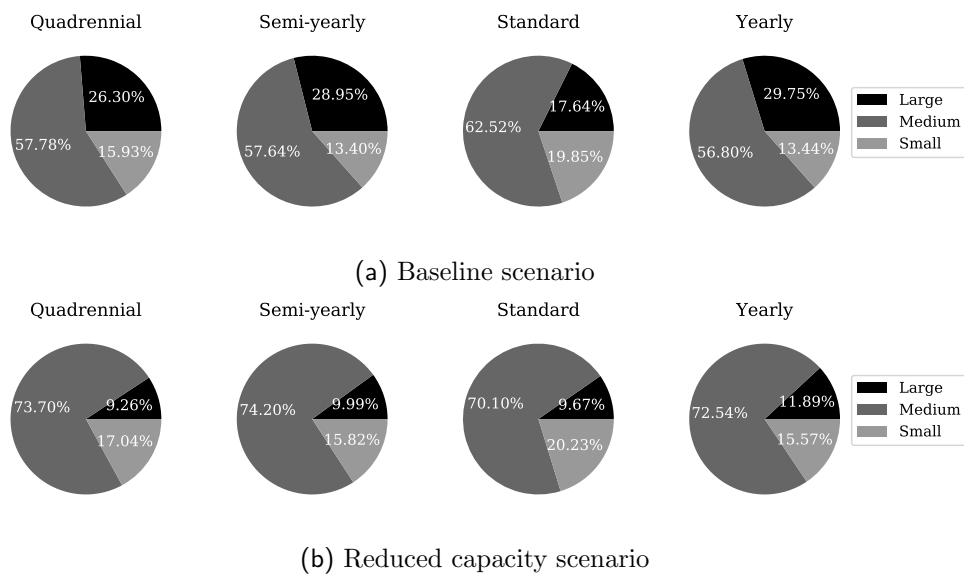 Quadrennial Semi-yearly Standard Yearly
26.30% 57.78% 15.93%
28.95% 57.64% 13.40%
17.64% 62.52% 19.85%
29.75% 56.80% 13.44%
Large
Medium
Small
(a) Baseline scenario
Quadrennial Semi-yearly Standard Yearly
9.26% 73.70% 17.04%
9.99% 74.20% 15.82%
9.67% 70.10% 20.23%
11.89% 72.54% 15.57%
Large
Medium
Small
(b) Reduced capacity scenario